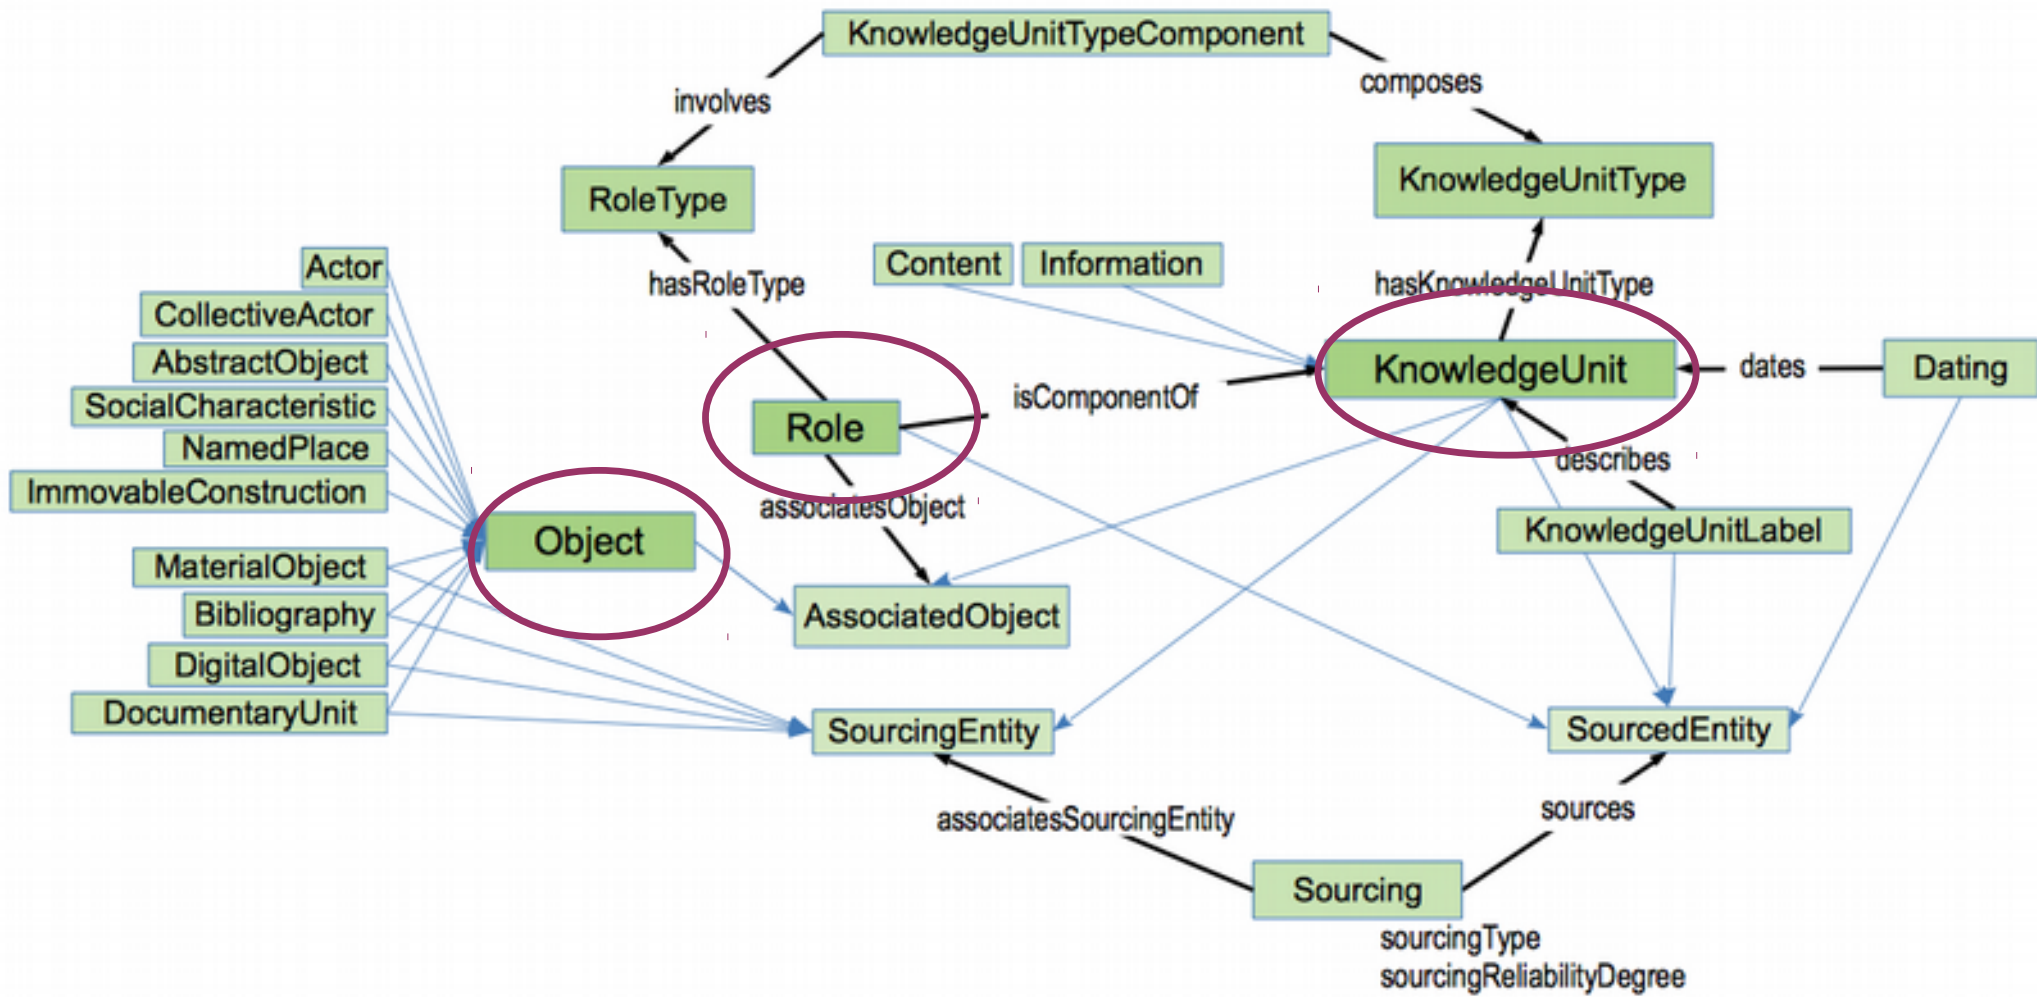 KnowledgeUnitTypeComponent
involves
composes
RoleType
KnowledgeUnitType
hasRoleType
Content
Information
hasKnowledgeUnitType
Actor
CollectiveActor
AbstractObject
SocialCharacteristic
NamedPlace
ImmovableConstruction
MaterialObject
Bibliography
DigitalObject
DocumentaryUnit
Object
Role
isComponentOf
KnowledgeUnit
dates
Dating
associatesObject
describes
KnowledgeUnitLabel
AssociatedObject
SourcingEntity
SourcedEntity
associatesSourcingEntity
sources
Sourcing
sourcingType
sourcingReliabilityDegree